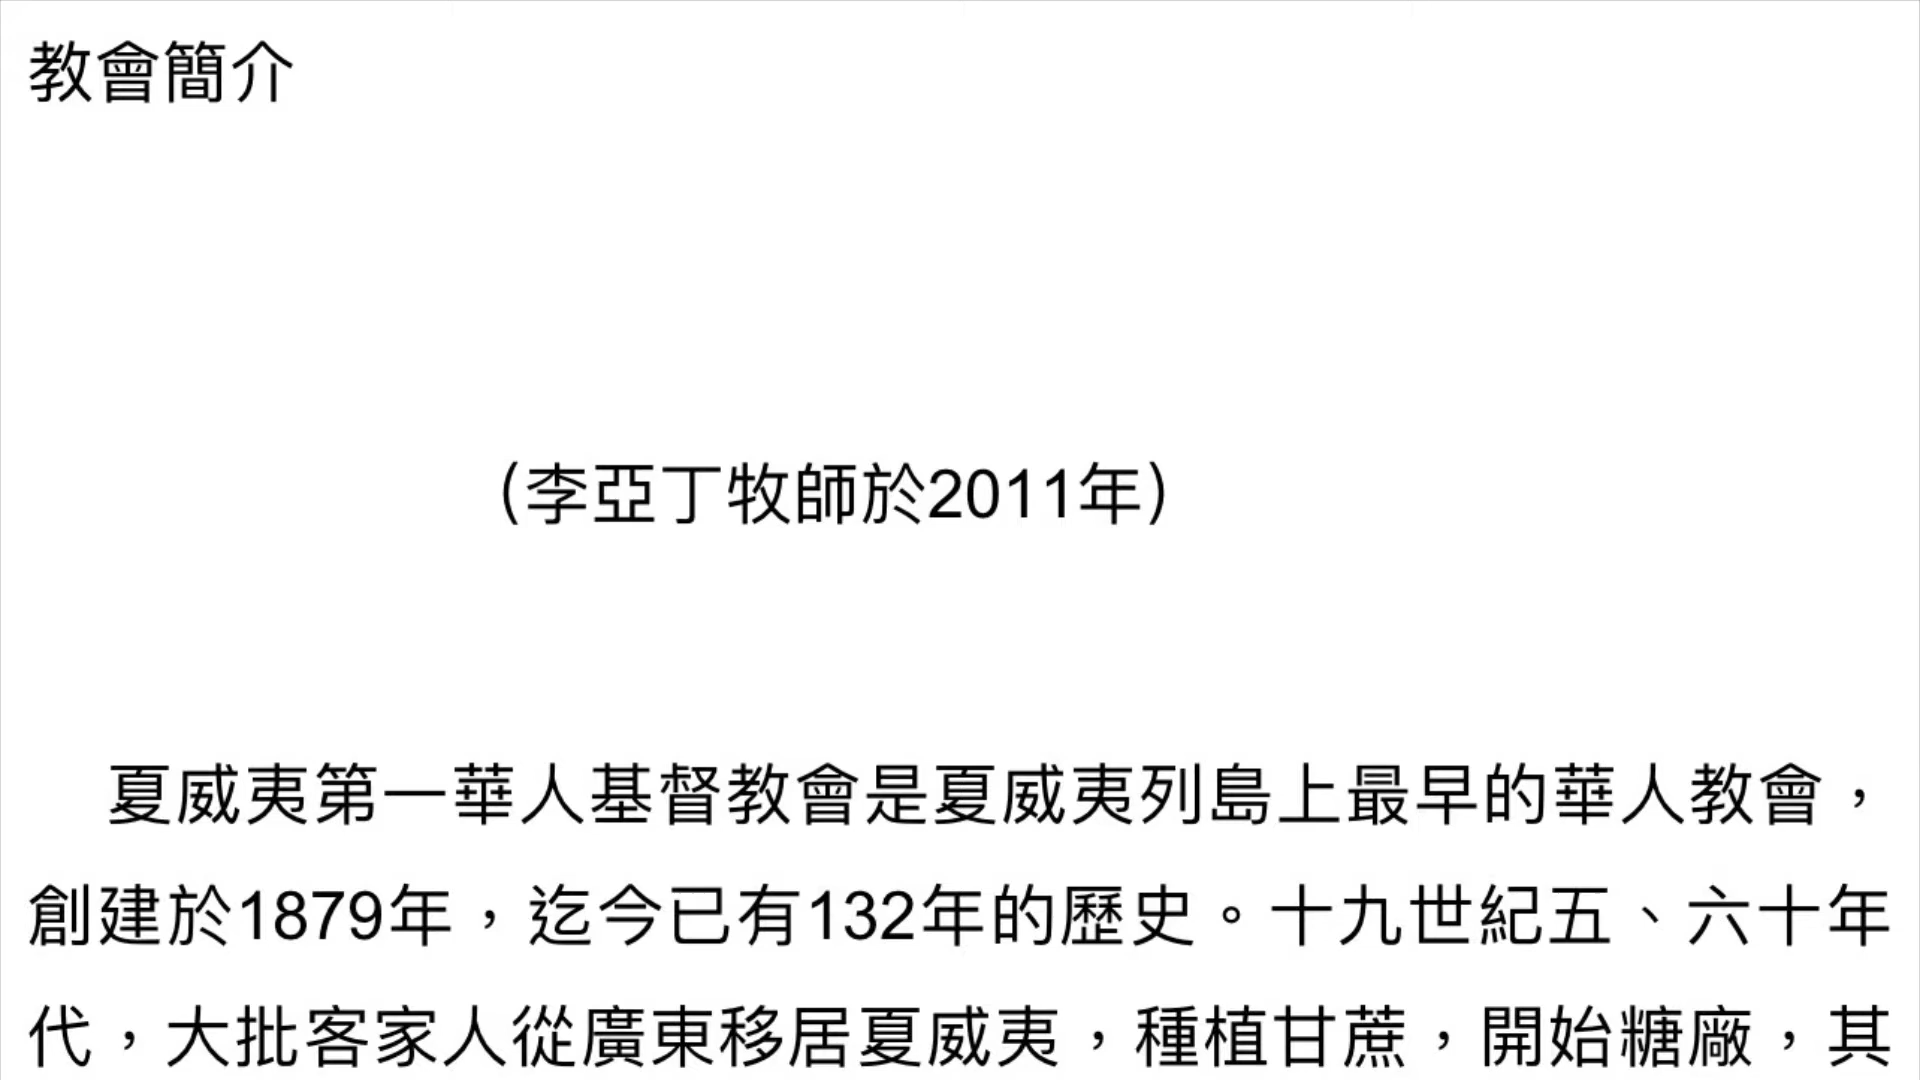 教會簡介
（李亞丁牧師於2011年）
夏威夷第一華人基督教會是夏威夷列島上最早的華人教會，
創建於1879年，迄今已有132年的歷史。十九世紀五、六十年
代，大批客家人從廣東移居夏威夷，種植甘蔗，開始糖廠，其